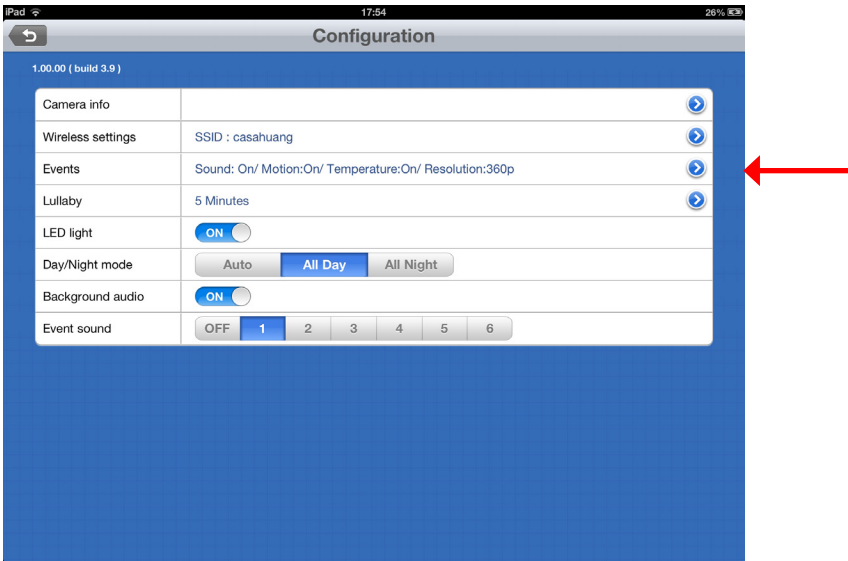 iPad 17:54 26%
Configuration
1.00.00 ( build 3.9 )
Camera info
Wireless settings SSID : casahuang
Events Sound: On/ Motion:On/ Temperature:On/ Resolution:360p
Lullaby 5 Minutes
LED light ON
Day/Night mode Auto All Day All Night
Background audio ON
Event sound OFF 1 2 3 4 5 6